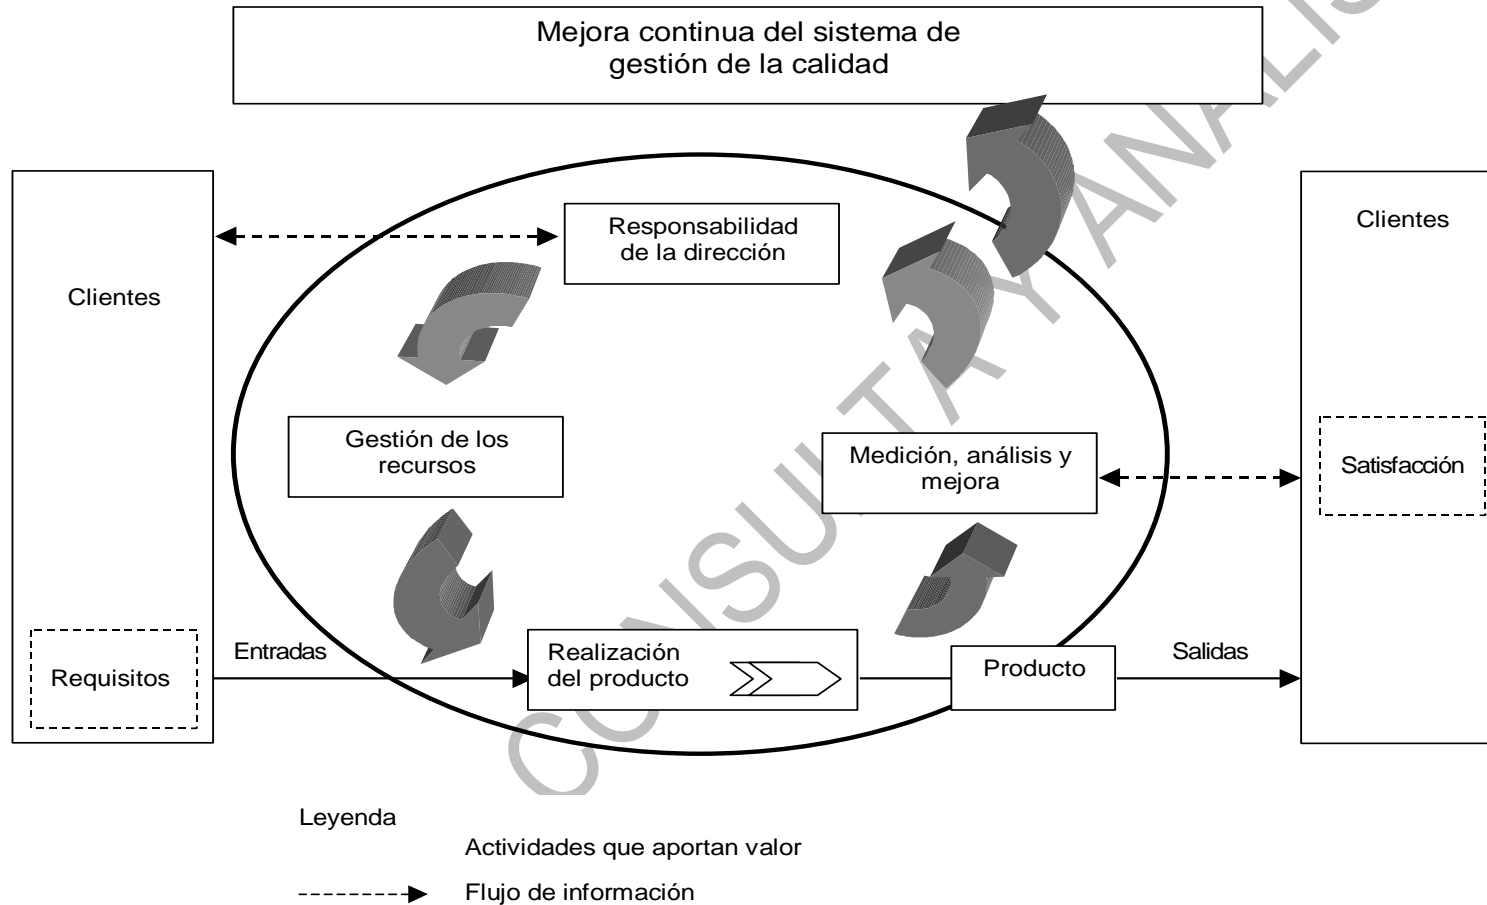 Mejora continua del sistema de
gestión de la calidad
Clientes
Responsabilidad
de la dirección
Clientes
Gestión de los
recursos
Medición, análisis y
mejora
Satisfacción
Requisitos
Entradas
Realización
del producto
Producto
Salidas
CONSULTA Y ANALIS
Leyenda
Actividades que aportan valor
Flujo de información